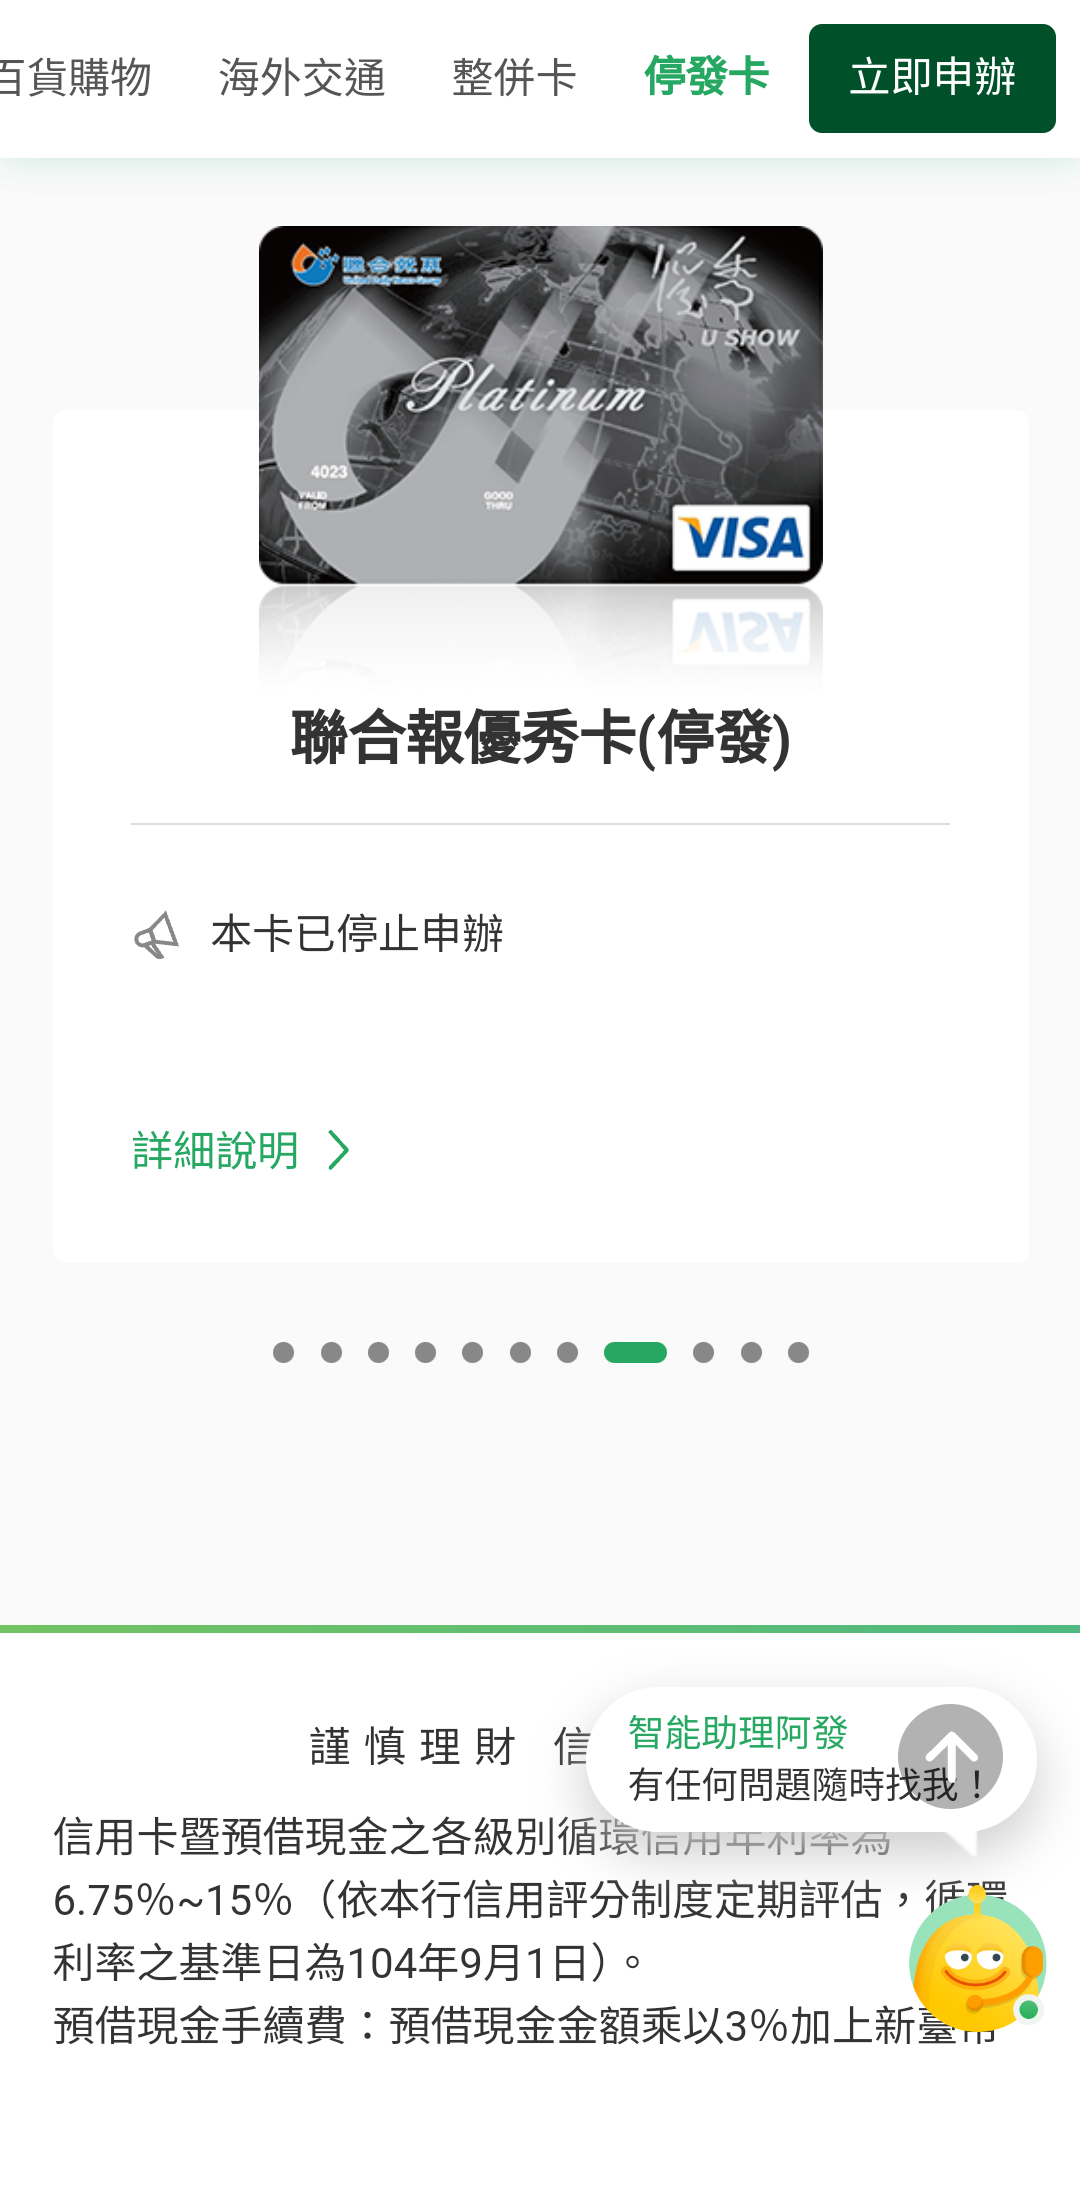 百貨購物 海外交通 整併卡 停發卡 立即申辦
聯合報系
United Daily News Group
優秀
U SHOW
Platinum
4023
VALID FROM GOOD THRU
VISA
聯合報優秀卡(停發)
本卡已停止申辦
詳細說明
謹慎理財 信
智能助理阿發
有任何問題隨時找我！
信用卡暨預借現金之各級別循環信用年利率為
6.75%~15%（依本行信用評分制度定期評估，循環
利率之基準日為104年9月1日）。
預借現金手續費：預借現金金額乘以3%加上新臺幣